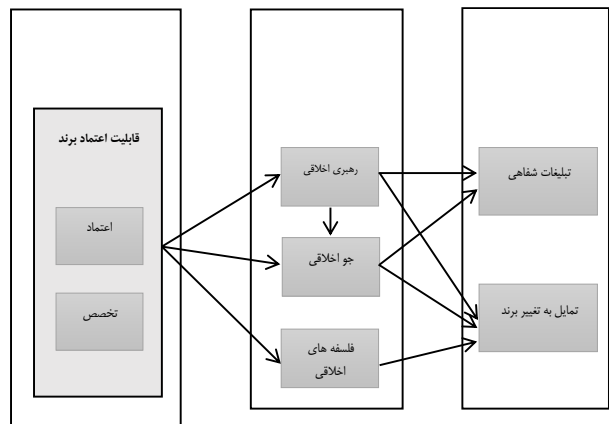 قابلیت اعتماد برند
اعتماد
تخصص
رهبری اخلاقی
جو اخلاقی
فلسفه های
اخلاقی
تبلیغات شفاهی
تمایل به تغییر برند